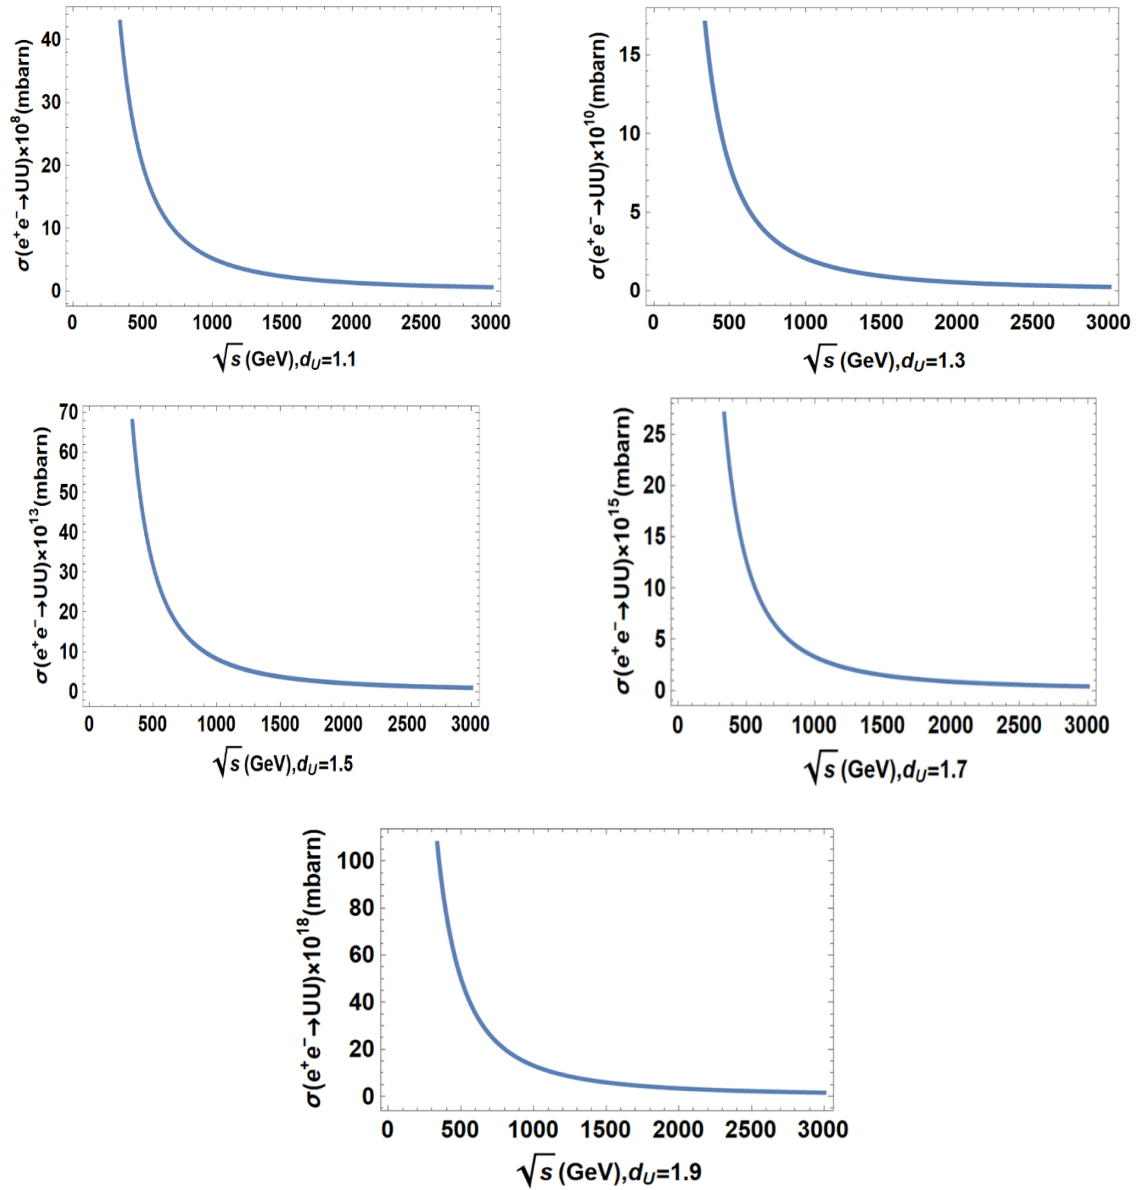 σ(e⁺e⁻→UU)×10⁸(mbarn)
40
30
20
10
0
0 500 1000 1500 2000 2500 3000
√s (GeV),d_U=1.1
σ(e⁺e⁻→UU)×10¹⁰(mbarn)
15
10
5
0
0 500 1000 1500 2000 2500 3000
√s (GeV),d_U=1.3
σ(e⁺e⁻→UU)×10¹³(mbarn)
70
60
50
40
30
20
10
0
0 500 1000 1500 2000 2500 3000
√s (GeV),d_U=1.5
σ(e⁺e⁻→UU)×10¹⁵(mbarn)
25
20
15
10
5
0
0 500 1000 1500 2000 2500 3000
√s (GeV),d_U=1.7
σ(e⁺e⁻→UU)×10¹⁸(mbarn)
100
80
60
40
20
0
0 500 1000 1500 2000 2500 3000
√s (GeV),d_U=1.9